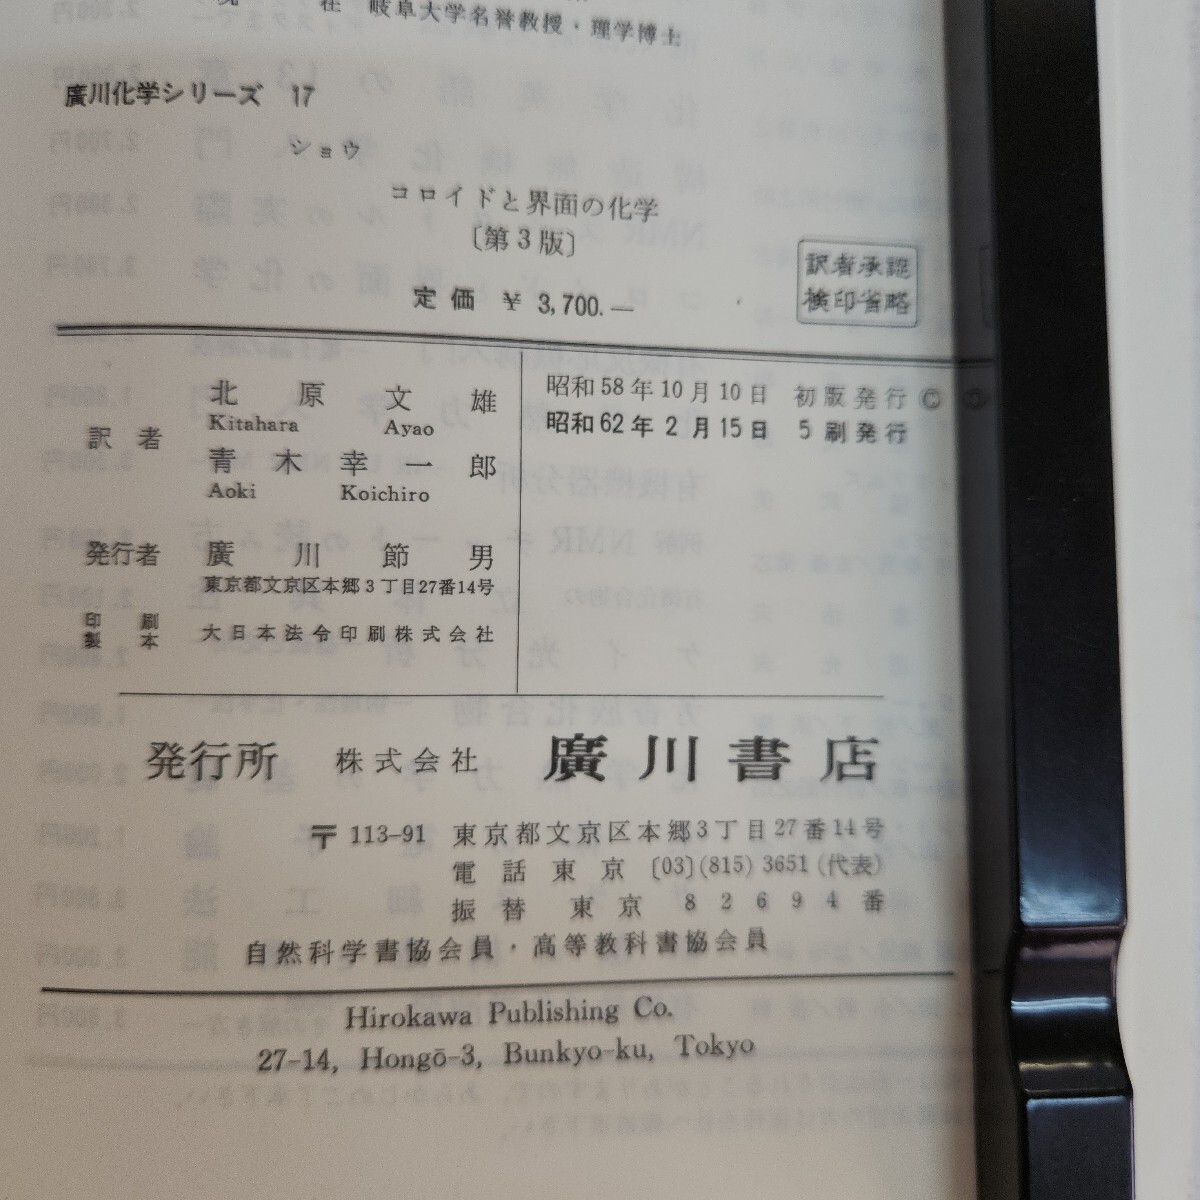 岐阜大学名誉教授・理学博士
廣川化学シリーズ 17
ショウ
コロイドと界面の化学
〔第3版〕
定価 ¥ 3,700.—
訳者承認
検印省略
訳者
北原文雄
Kitahara Ayao
青木幸一郎
Aoki Koichiro
昭和58年10月10日 初版発行 ©
昭和62年2月15日 5刷発行
発行者 廣川節男
東京都文京区本郷3丁目27番14号
印刷
製本
大日本法令印刷株式会社
発行所 株式会社 廣川書店
〒113-91 東京都文京区本郷3丁目27番14号
電話 東京 〔03〕(815) 3651 (代表)
振替 東京 82694番
自然科学書協会員・高等教科書協会員
Hirokawa Publishing Co.
27-14, Hongō-3, Bunkyo-ku, Tokyo